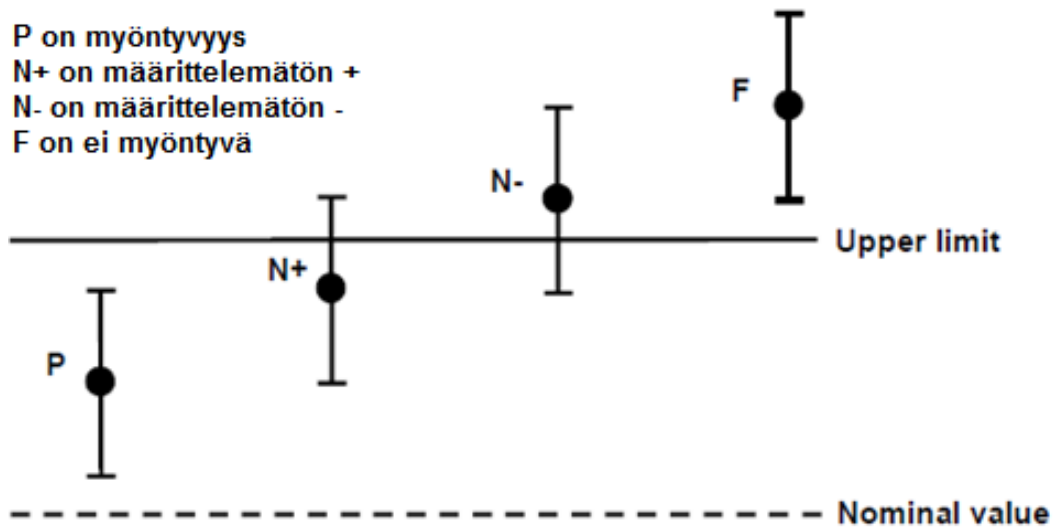 P on myöntyvyys
N+ on määrittelemätön +
N- on määrittelemätön -
F on ei myöntyvä
F
N-
Upper limit
N+
P
Nominal value